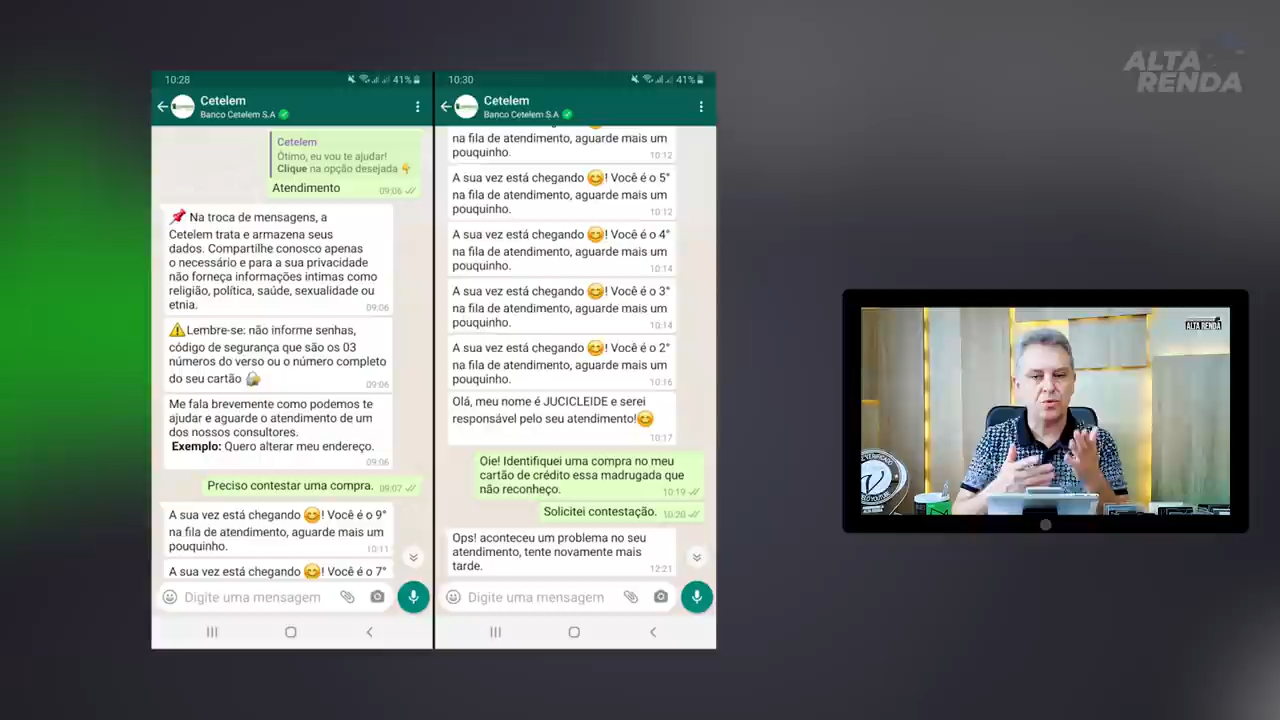 ALTA
RENDA
10:28
41%
Cetelem
Banco Cetelem S.A
Cetelem
Ótimo, eu vou te ajudar!
Clique na opção desejada 👇
Atendimento
09:06
📌 Na troca de mensagens, a
Cetelem trata e armazena seus
dados. Compartilhe conosco apenas
o necessário e para a sua privacidade
não forneça informações intimas como
religião, política, saúde, sexualidade ou
etnia.
09:06
⚠️Lembre-se: não informe senhas,
código de segurança que são os 03
números do verso ou o número completo
do seu cartão 🔐
09:06
Me fala brevemente como podemos te
ajudar e aguarde o atendimento de um
dos nossos consultores.
Exemplo: Quero alterar meu endereço.
09:06
Preciso contestar uma compra.
09:07
A sua vez está chegando 😊! Você é o 9°
na fila de atendimento, aguarde mais um
pouquinho.
10:11
A sua vez está chegando 😊! Você é o 7°
Digite uma mensagem
10:30
41%
Cetelem
Banco Cetelem S.A
na fila de atendimento, aguarde mais um
pouquinho.
10:12
A sua vez está chegando 😊! Você é o 5°
na fila de atendimento, aguarde mais um
pouquinho.
10:12
A sua vez está chegando 😊! Você é o 4°
na fila de atendimento, aguarde mais um
pouquinho.
10:14
A sua vez está chegando 😊! Você é o 3°
na fila de atendimento, aguarde mais um
pouquinho.
10:14
A sua vez está chegando 😊! Você é o 2°
na fila de atendimento, aguarde mais um
pouquinho.
10:16
Olá, meu nome é JUCICLEIDE e serei
responsável pelo seu atendimento!😊
10:17
Oie! Identifiquei uma compra no meu
cartão de crédito essa madrugada que
não reconheço.
10:19
Solicitei contestação.
10:20
Ops! aconteceu um problema no seu
atendimento, tente novamente mais
tarde.
12:21
Digite uma mensagem
ALTA RENDA